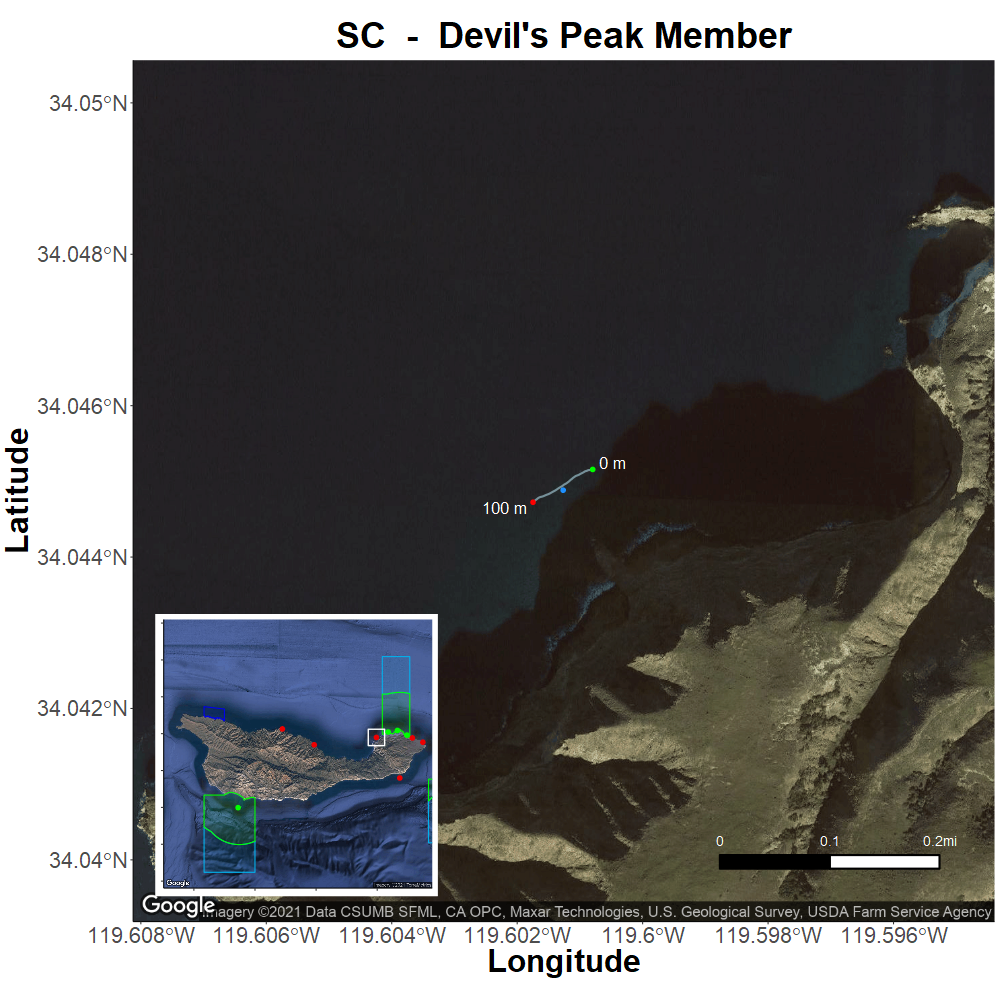 SC - Devil's Peak Member
34.05°N
34.048°N
34.046°N
34.044°N
34.042°N
34.04°N
Latitude
0 m
100 m
0 0.1 0.2mi
Google
Google
Imagery ©2021 Data CSUMB SFML, CA OPC, Maxar Technologies, U.S. Geological Survey, USDA Farm Service Agency
119.608°W 119.606°W 119.604°W 119.602°W 119.6°W 119.598°W 119.596°W
Longitude